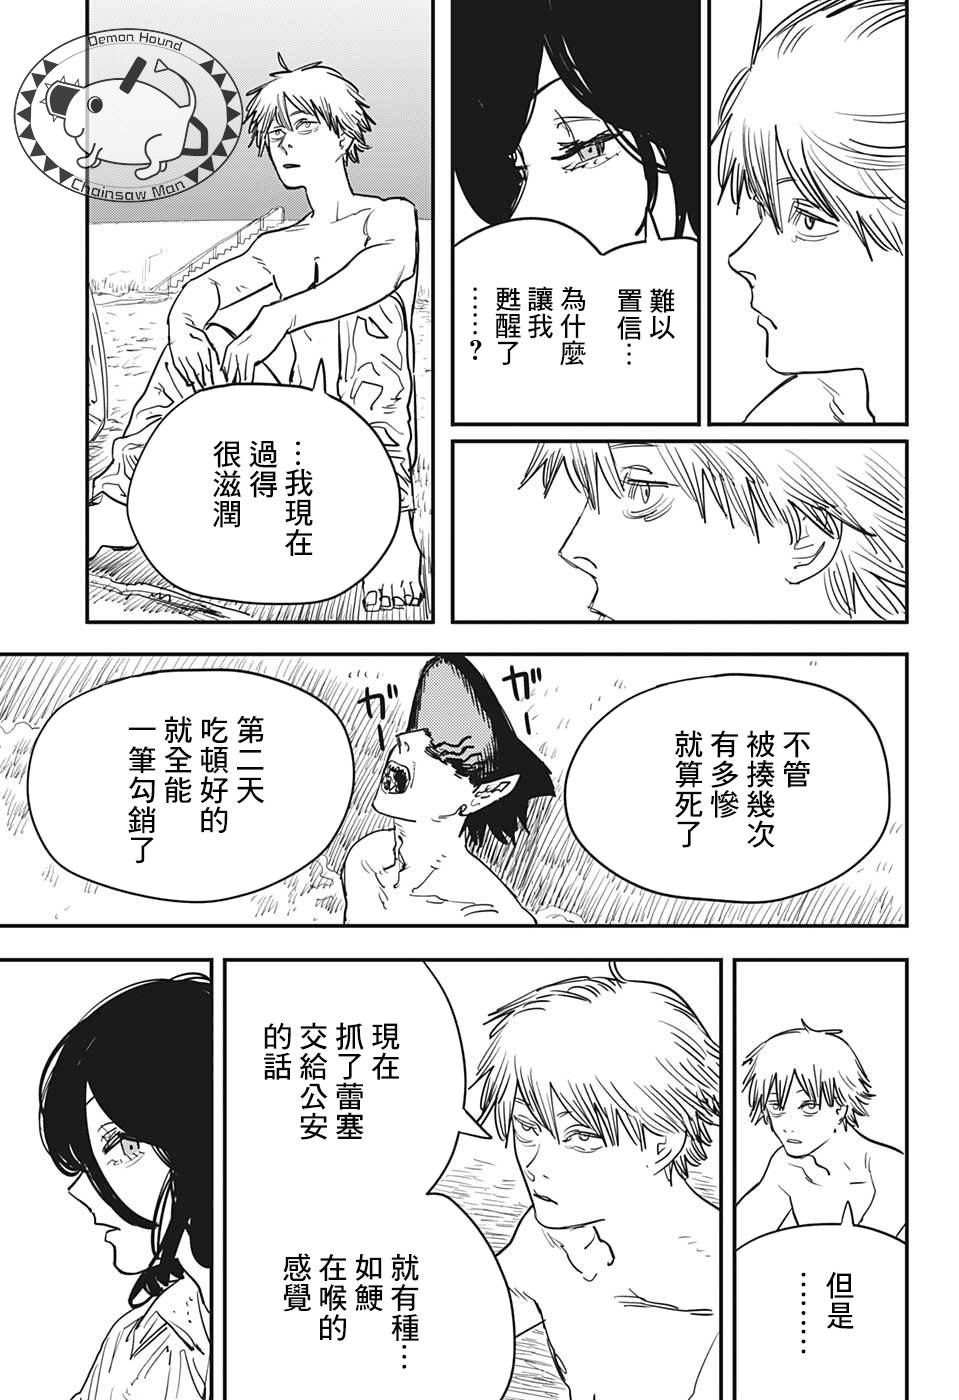 Demon Hound
Chainsaw Man
難以
置信…
為什麼
讓我
甦醒了
……?
…我現在
過得
很滋潤
不管
被揍幾次
有多慘
就算死了
ガー
ガー
第二天
吃頓好的
就全能
一筆勾銷了
但是
………
現在
抓了蕾塞
交給公安
的話
就有種…
如鯁
在喉的
感覺